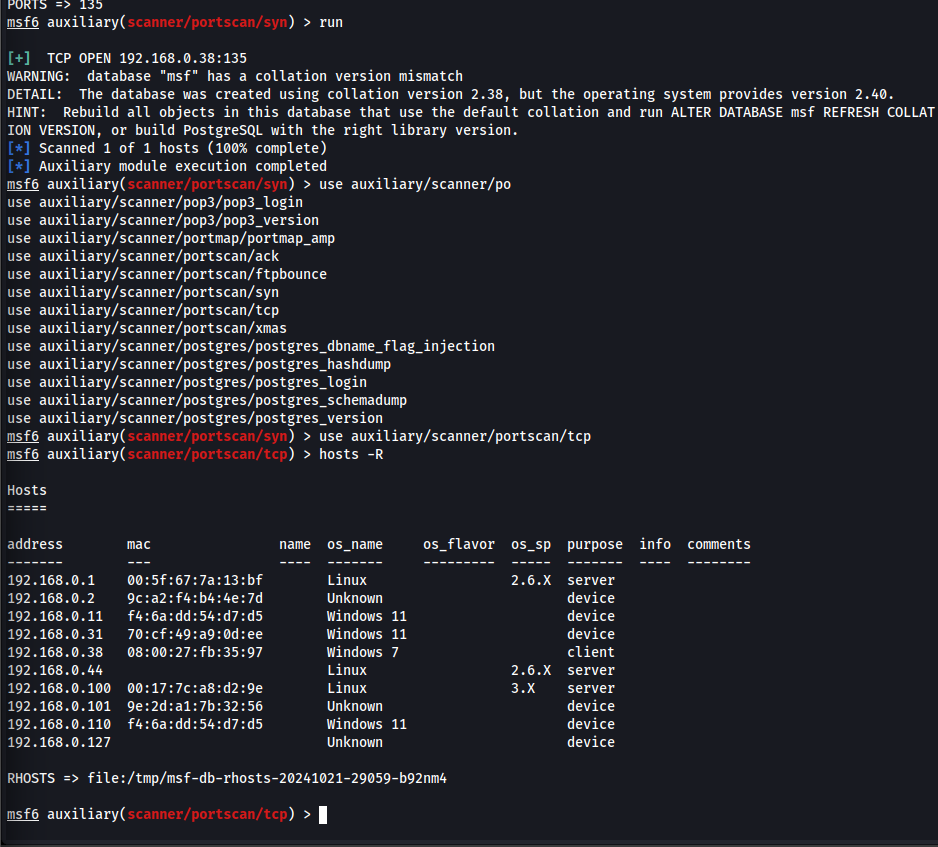 PORTS => 135
msf6 auxiliary(scanner/portscan/syn) > run
[+]  TCP OPEN 192.168.0.38:135
WARNING:  database "msf" has a collation version mismatch
DETAIL:  The database was created using collation version 2.38, but the operating system provides version 2.40.
HINT:  Rebuild all objects in this database that use the default collation and run ALTER DATABASE msf REFRESH COLLAT
ION VERSION, or build PostgreSQL with the right library version.
[*] Scanned 1 of 1 hosts (100% complete)
[*] Auxiliary module execution completed
msf6 auxiliary(scanner/portscan/syn) > use auxiliary/scanner/po
use auxiliary/scanner/pop3/pop3_login
use auxiliary/scanner/pop3/pop3_version
use auxiliary/scanner/portmap/portmap_amp
use auxiliary/scanner/portscan/ack
use auxiliary/scanner/portscan/ftpbounce
use auxiliary/scanner/portscan/syn
use auxiliary/scanner/portscan/tcp
use auxiliary/scanner/portscan/xmas
use auxiliary/scanner/postgres/postgres_dbname_flag_injection
use auxiliary/scanner/postgres/postgres_hashdump
use auxiliary/scanner/postgres/postgres_login
use auxiliary/scanner/postgres/postgres_schemadump
use auxiliary/scanner/postgres/postgres_version
msf6 auxiliary(scanner/portscan/syn) > use auxiliary/scanner/portscan/tcp
msf6 auxiliary(scanner/portscan/tcp) > hosts -R
Hosts
=====
address        mac                name  os_name     os_flavor  os_sp  purpose  info  comments
-------        ---                ----  -------     ---------  -----  -------  ----  --------
192.168.0.1    00:5f:67:7a:13:bf        Linux                  2.6.X  server
192.168.0.2    9c:a2:f4:b4:4e:7d        Unknown                       device
192.168.0.11   f4:6a:dd:54:d7:d5        Windows 11                    device
192.168.0.31   70:cf:49:a9:0d:ee        Windows 11                    device
192.168.0.38   08:00:27:fb:35:97        Windows 7                     client
192.168.0.44                            Linux                  2.6.X  server
192.168.0.100  00:17:7c:a8:d2:9e        Linux                  3.X    server
192.168.0.101  9e:2d:a1:7b:32:56        Unknown                       device
192.168.0.110  f4:6a:dd:54:d7:d5        Windows 11                    device
192.168.0.127                           Unknown                       device
RHOSTS => file:/tmp/msf-db-rhosts-20241021-29059-b92nm4
msf6 auxiliary(scanner/portscan/tcp) >